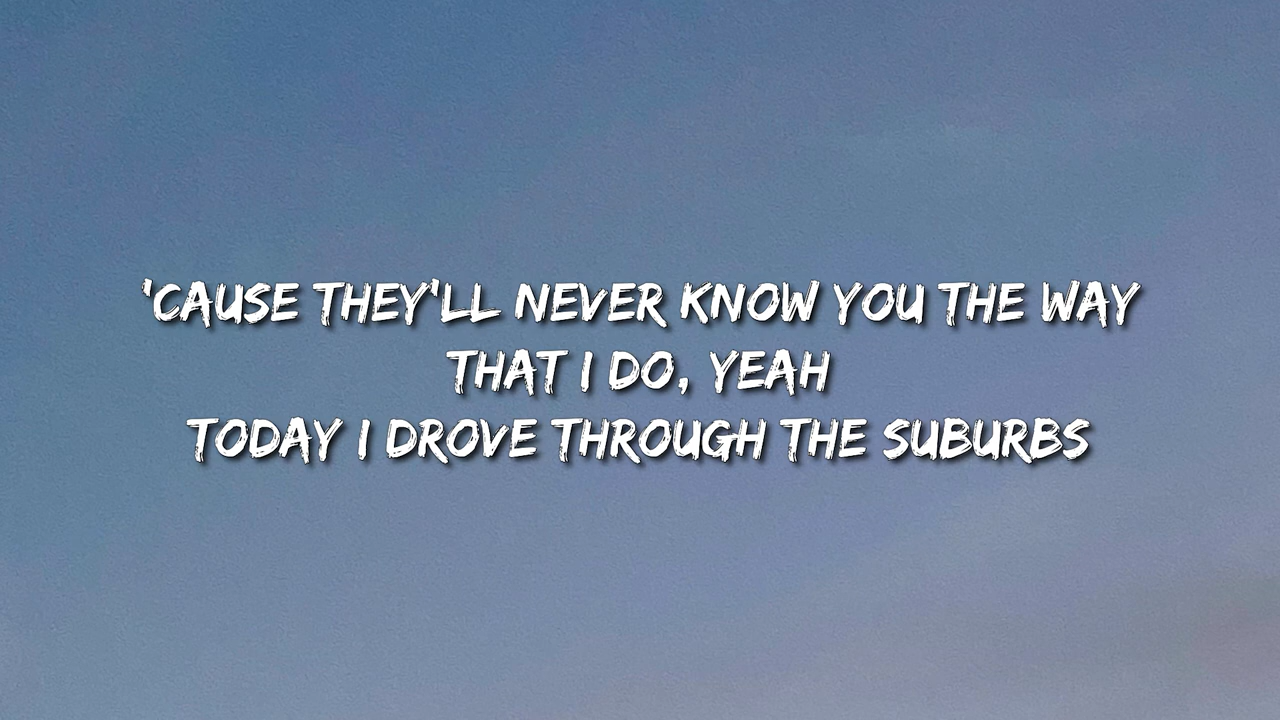 'CAUSE THEY'LL NEVER KNOW YOU THE WAY
THAT I DO, YEAH
TODAY I DROVE THROUGH THE SUBURBS